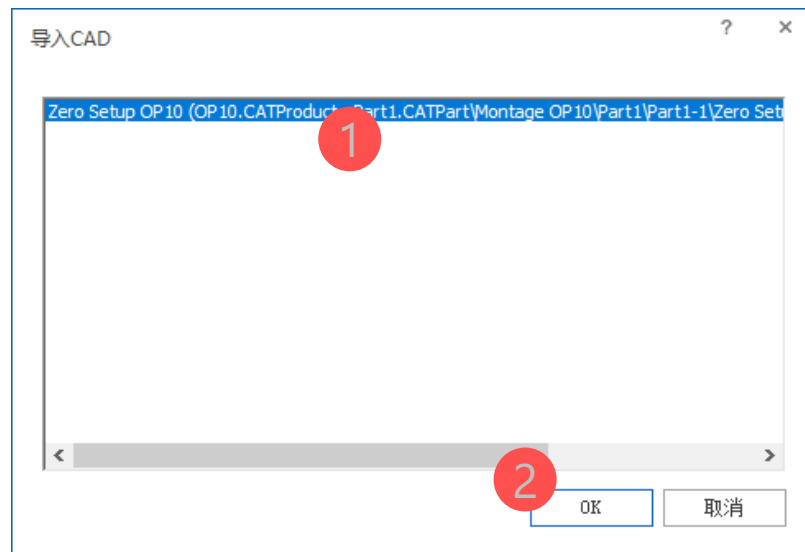 导入CAD
? ×
Zero Setup OP10 (OP10.CATProduct - Part1.CATPart\Montage OP10\Part1\Part1-1\Zero Set
1
2
OK 取消